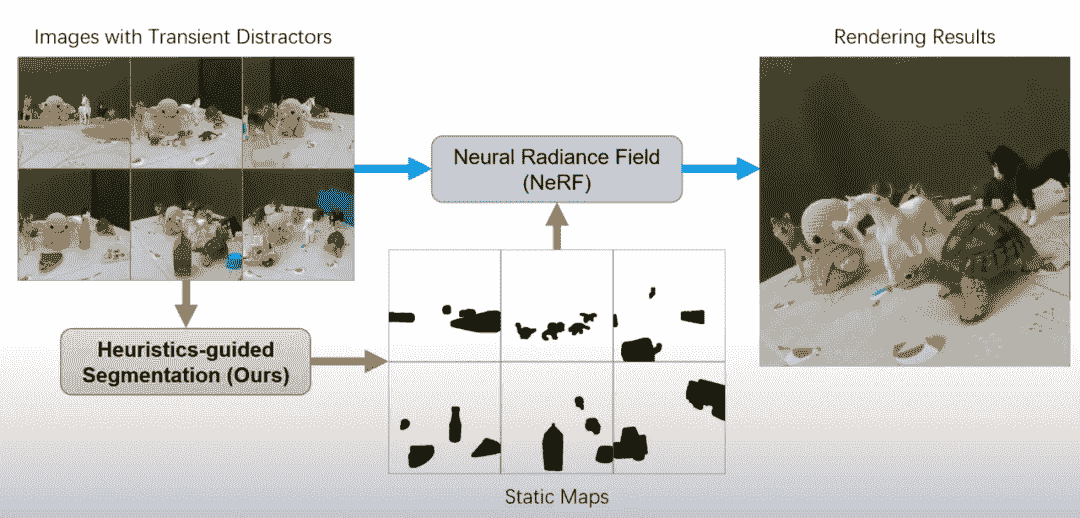 Images with Transient Distractors
Rendering Results
Neural Radiance Field
(NeRF)
Heuristics-guided
Segmentation (Ours)
Static Maps